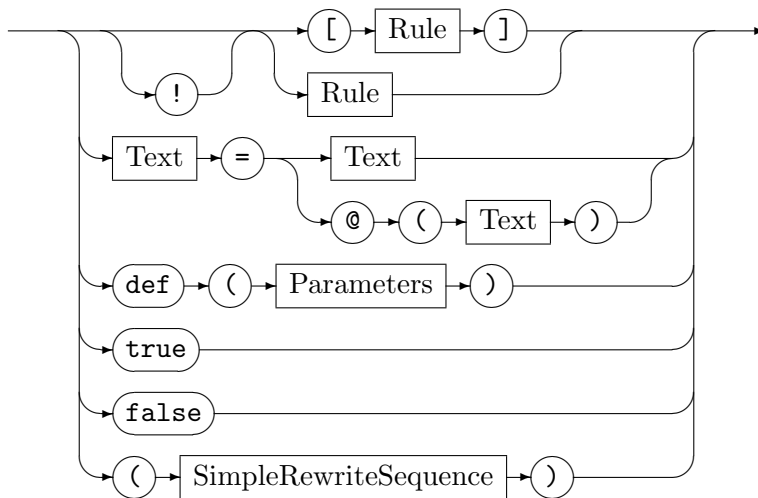 [ Rule ]
! Rule
Text = Text
@ ( Text )
def ( Parameters )
true
false
( SimpleRewriteSequence )